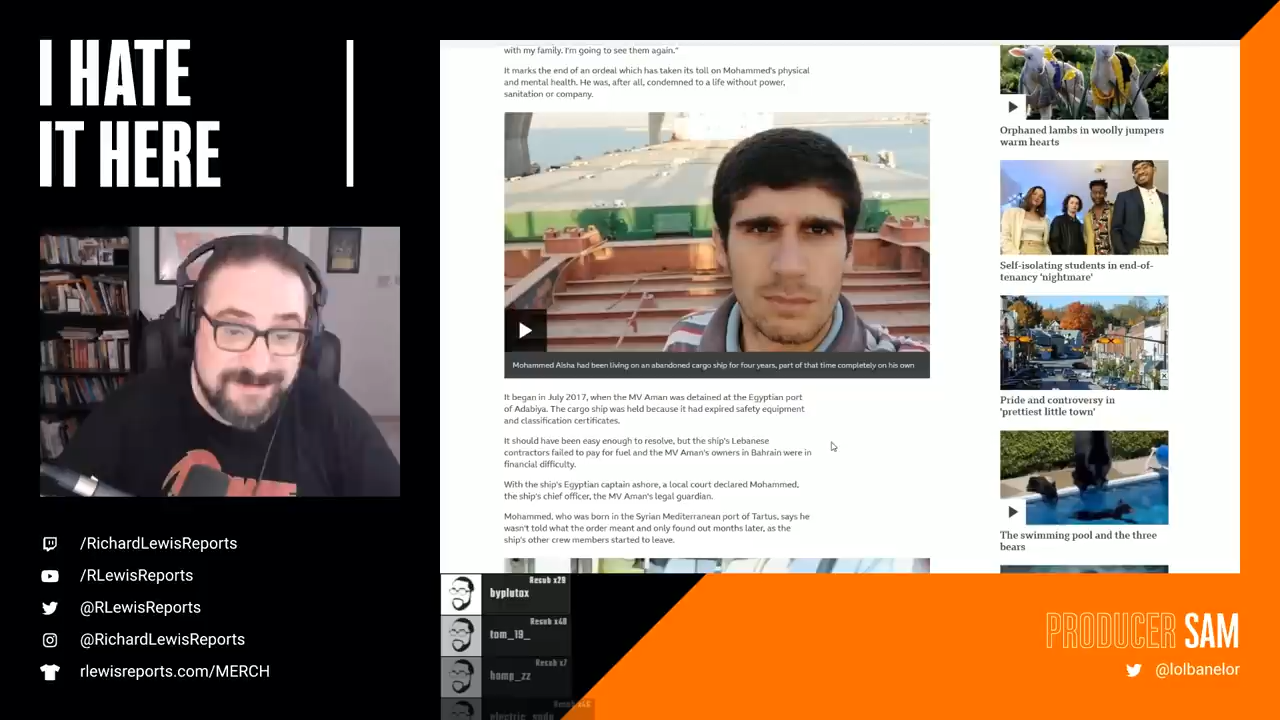 I HATE
IT HERE
/RichardLewisReports
/RLewisReports
@RLewisReports
@RichardLewisReports
rlewisreports.com/MERCH
with my family. I'm going to see them again."
It marks the end of an ordeal which has taken its toll on Mohammed's physical
and mental health. He was, after all, condemned to a life without power,
sanitation or company.
Mohammed Aisha had been living on an abandoned cargo ship for four years, part of that time completely on his own
It began in July 2017, when the MV Aman was detained at the Egyptian port
of Adabiya. The cargo ship was held because it had expired safety equipment
and classification certificates.
It should have been easy enough to resolve, but the ship's Lebanese
contractors failed to pay for fuel and the MV Aman's owners in Bahrain were in
financial difficulty.
With the ship's Egyptian captain ashore, a local court declared Mohammed,
the ship's chief officer, the MV Aman's legal guardian.
Mohammed, who was born in the Syrian Mediterranean port of Tartus, says he
wasn't told what the order meant and only found out months later, as the
ship's other crew members started to leave.
Orphaned lambs in woolly jumpers
warm hearts
Self-isolating students in end-of-
tenancy 'nightmare'
Pride and controversy in
'prettiest little town'
The swimming pool and the three
bears
Resub x29
byplutox
Resub x40
tom_19_
Resub x7
bomp_zz
PRODUCER SAM
@lolbanelor